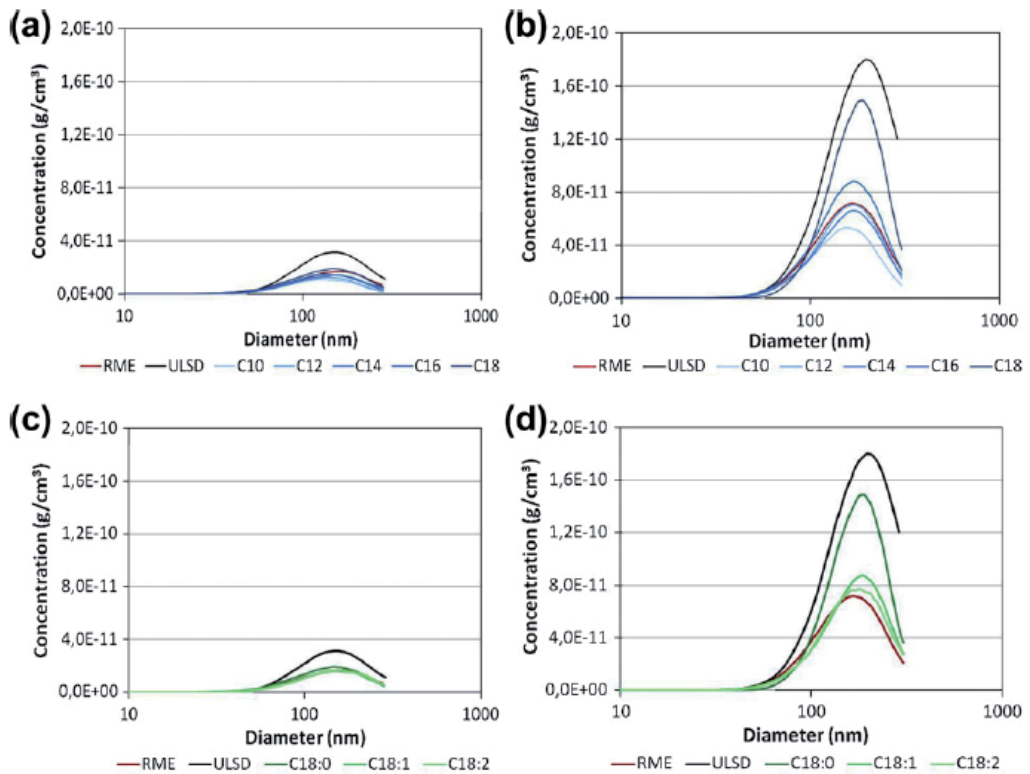 (a)
Concentration (g/cm³)
2,0E-10
1,6E-10
1,2E-10
8,0E-11
4,0E-11
0,0E+00
10 100 1000
Diameter (nm)
RME ULSD C10 C12 C14 C16 C18
(b)
Concentration (g/cm³)
2,0E-10
1,6E-10
1,2E-10
8,0E-11
4,0E-11
0,0E+00
10 100 1000
Diameter (nm)
RME ULSD C10 C12 C14 C16 C18
(c)
Concentration (g/cm³)
2,0E-10
1,6E-10
1,2E-10
8,0E-11
4,0E-11
0,0E+00
10 100 1000
Diameter (nm)
RME ULSD C18:0 C18:1 C18:2
(d)
Concentration (g/cm³)
2,0E-10
1,6E-10
1,2E-10
8,0E-11
4,0E-11
0,0E+00
10 100 1000
Diameter (nm)
RME ULSD C18:0 C18:1 C18:2